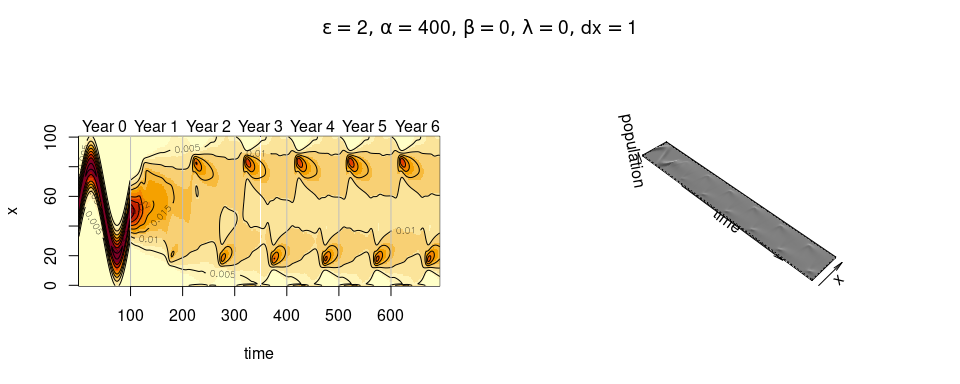 ε = 2, α = 400, β = 0, λ = 0, dx = 1
Year 0 Year 1 Year 2 Year 3 Year 4 Year 5 Year 6
100
60
20
0
x
0.005
0.005
0.015
0.01
0.005
0.01
0.01
100 200 300 400 500 600
time
population
time
x